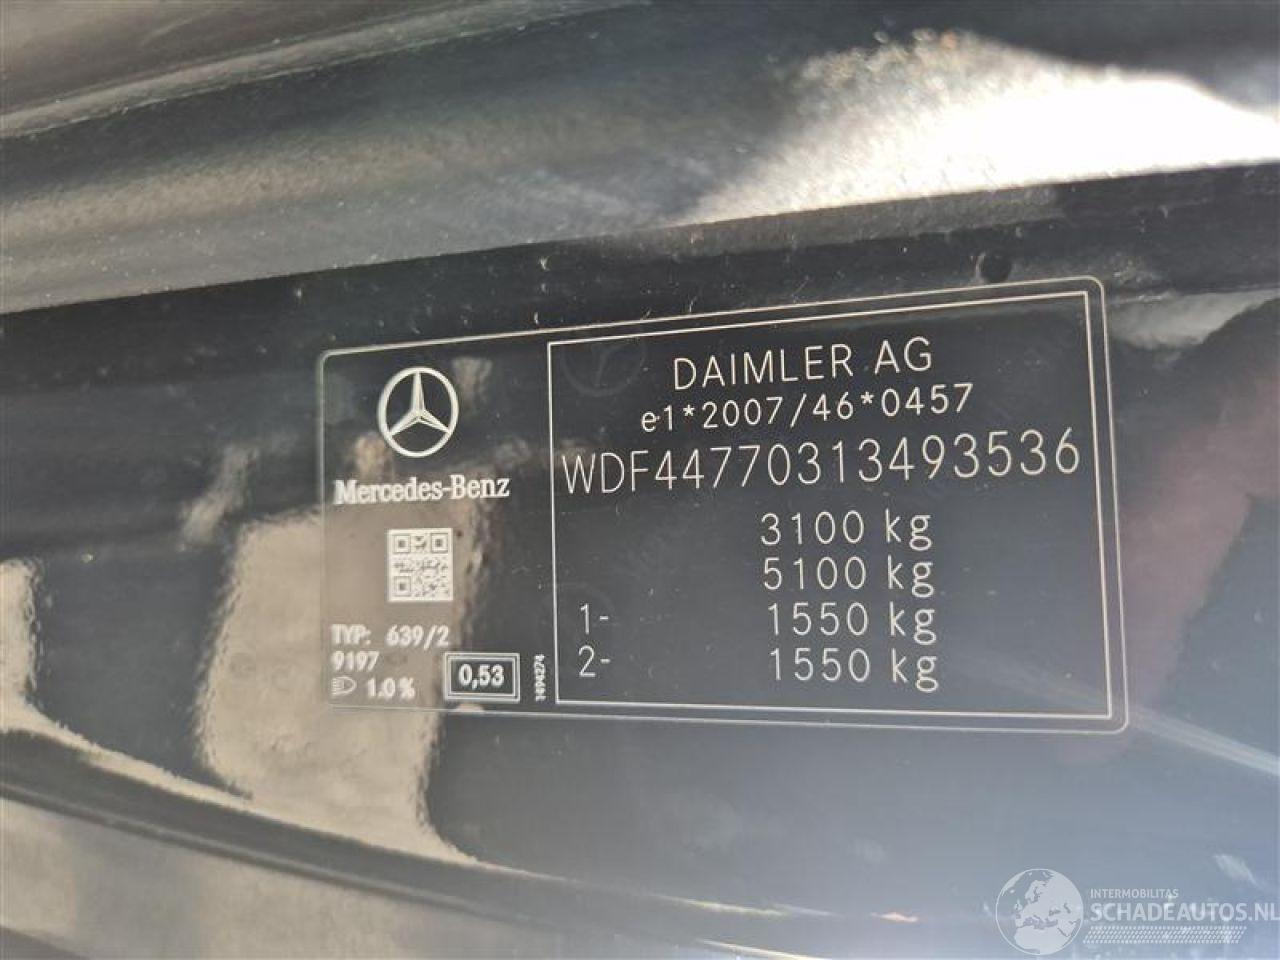 Mercedes-Benz
TYP: 639/2
9197
1.0%
0,53
1494274
DAIMLER AG
e1*2007/46*0457
WDF44770313493536
3100 kg
5100 kg
1- 1550 kg
2- 1550 kg
INTERMOBILITAS
SCHADEAUTOS.NL